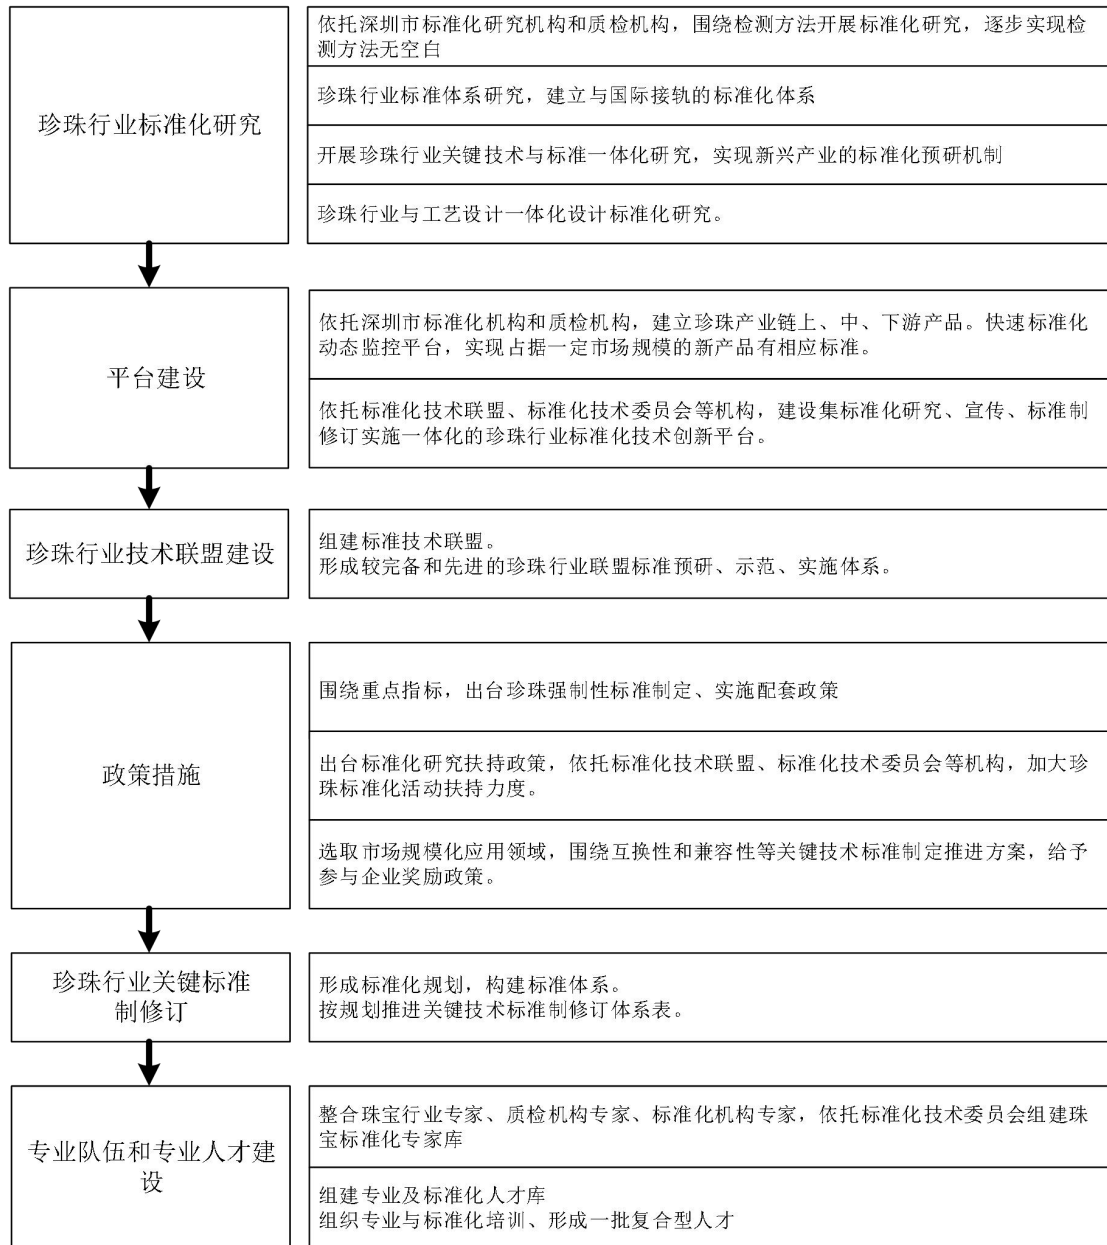 珍珠行业标准化研究
依托深圳市标准化研究机构和质检机构，围绕检测方法开展标准化研究，逐步实现检
测方法无空白
珍珠行业标准体系研究，建立与国际接轨的标准化体系
开展珍珠行业关键技术与标准一体化研究，实现新兴产业的标准化预研机制
珍珠行业与工艺设计一体化设计标准化研究。
平台建设
依托深圳市标准化机构和质检机构，建立珍珠产业链上、中、下游产品。快速标准化
动态监控平台，实现占据一定市场规模的新产品有相应标准。
依托标准化技术联盟、标准化技术委员会等机构，建设集标准化研究、宣传、标准制
修订实施一体化的珍珠行业标准化技术创新平台。
珍珠行业技术联盟建设
组建标准技术联盟。
形成较完备和先进的珍珠行业联盟标准预研、示范、实施体系。
政策措施
围绕重点指标，出台珍珠强制性标准制定、实施配套政策
出台标准化研究扶持政策，依托标准化技术联盟、标准化技术委员会等机构，加大珍
珠标准化活动扶持力度。
选取市场规模化应用领域，围绕互换性和兼容性等关键技术标准制定推进方案，给予
参与企业奖励政策。
珍珠行业关键标准
制修订
形成标准化规划，构建标准体系。
按规划推进关键技术标准制修订体系表。
专业队伍和专业人才建
设
整合珠宝行业专家、质检机构专家、标准化机构专家，依托标准化技术委员会组建珠
宝标准化专家库
组建专业及标准化人才库
组织专业与标准化培训、形成一批复合型人才